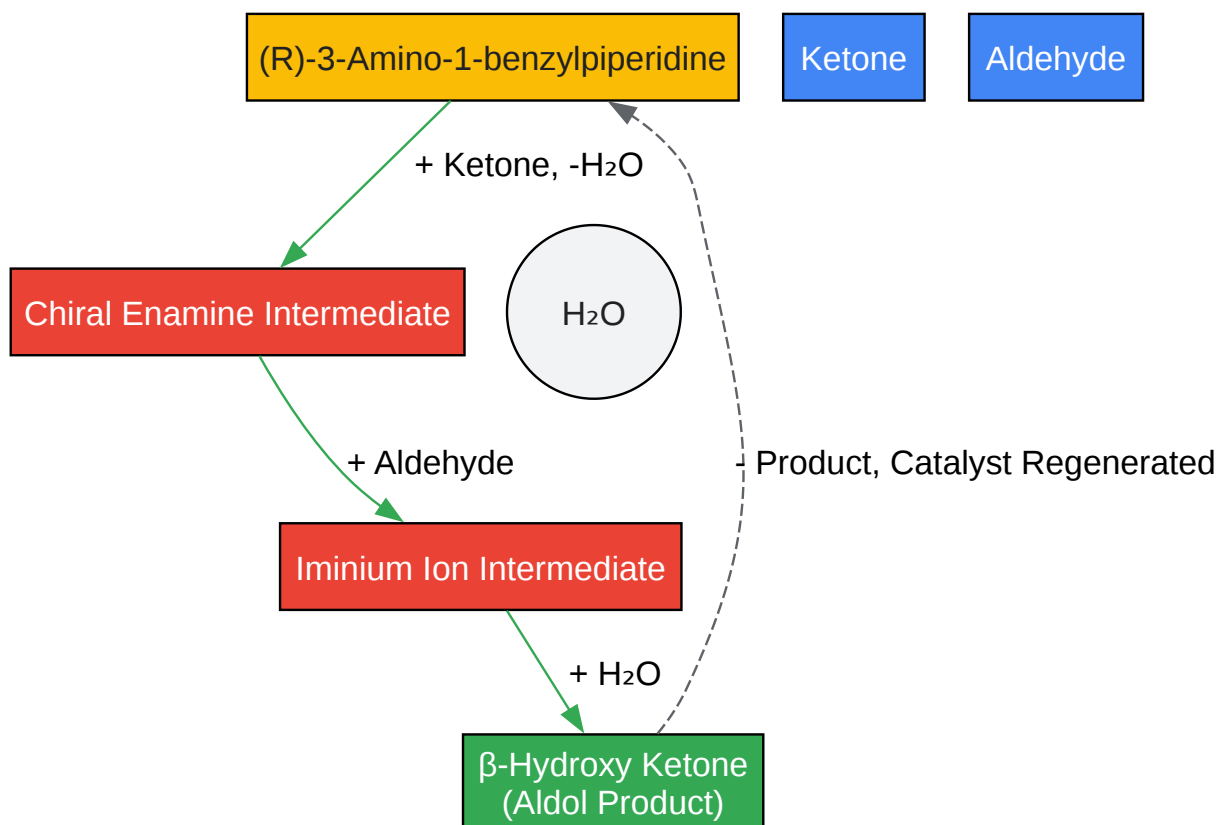 (R)-3-Amino-1-benzylpiperidine
Ketone
Aldehyde
+ Ketone, -H₂O
Chiral Enamine Intermediate
H₂O
+ Aldehyde
- Product, Catalyst Regenerated
Iminium Ion Intermediate
+ H₂O
β-Hydroxy Ketone
(Aldol Product)